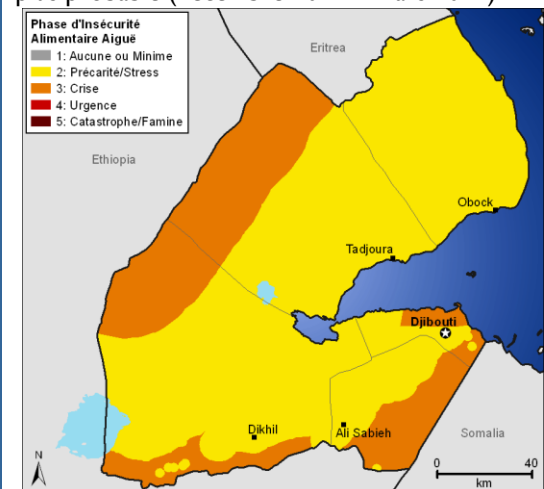 Phase d'Insécurité
Alimentaire Aiguë
1: Aucune ou Minime
2: Précarité/Stress
3: Crise
4: Urgence
5: Catastrophe/Famine
Eritrea
Ethiopia
Obock
Tadjoura
Djibouti
Dikhil
Ali Sabieh
Somalia
N
0 40
km